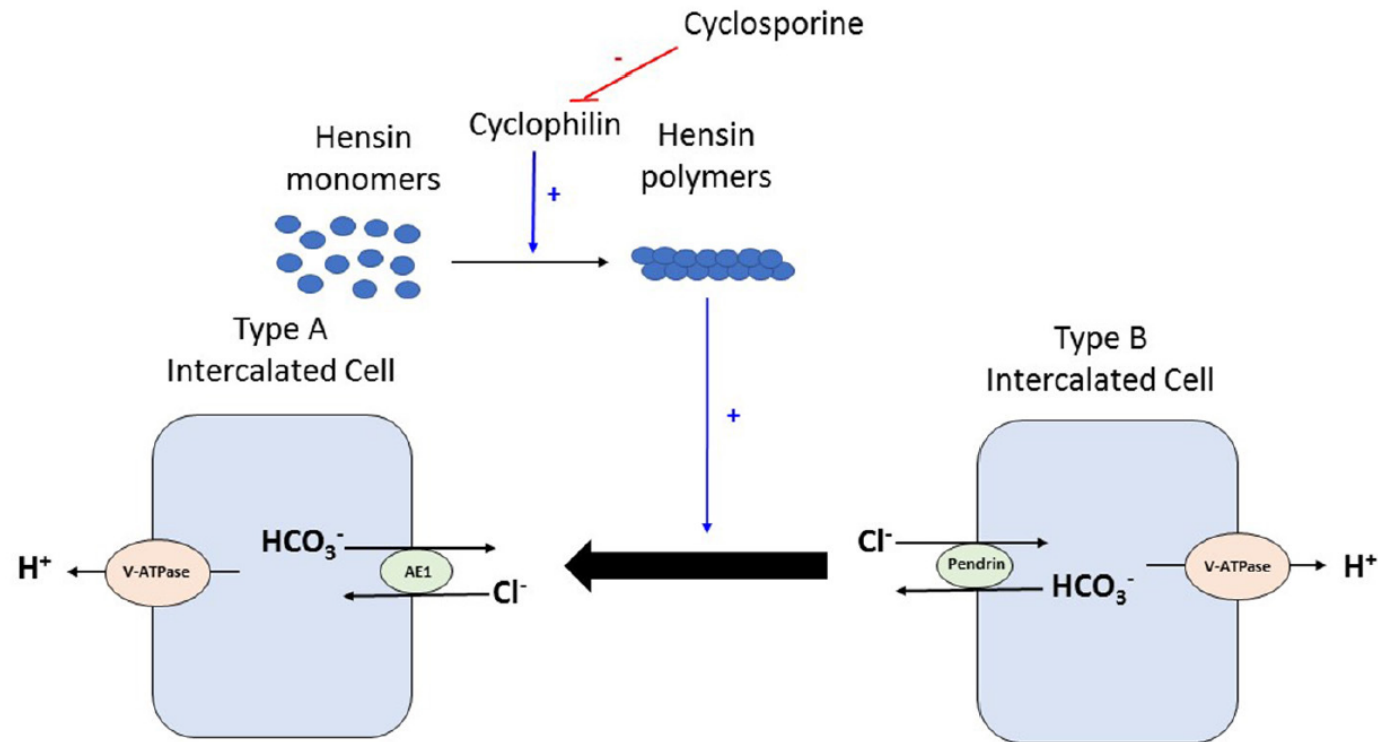 Cyclosporine
-
Cyclophilin
+
Hensin
monomers
Hensin
polymers
+
Type A
Intercalated Cell
Type B
Intercalated Cell
H⁺
V-ATPase
HCO₃⁻
AE1
Cl⁻
Cl⁻
Pendrin
HCO₃⁻
V-ATPase
H⁺